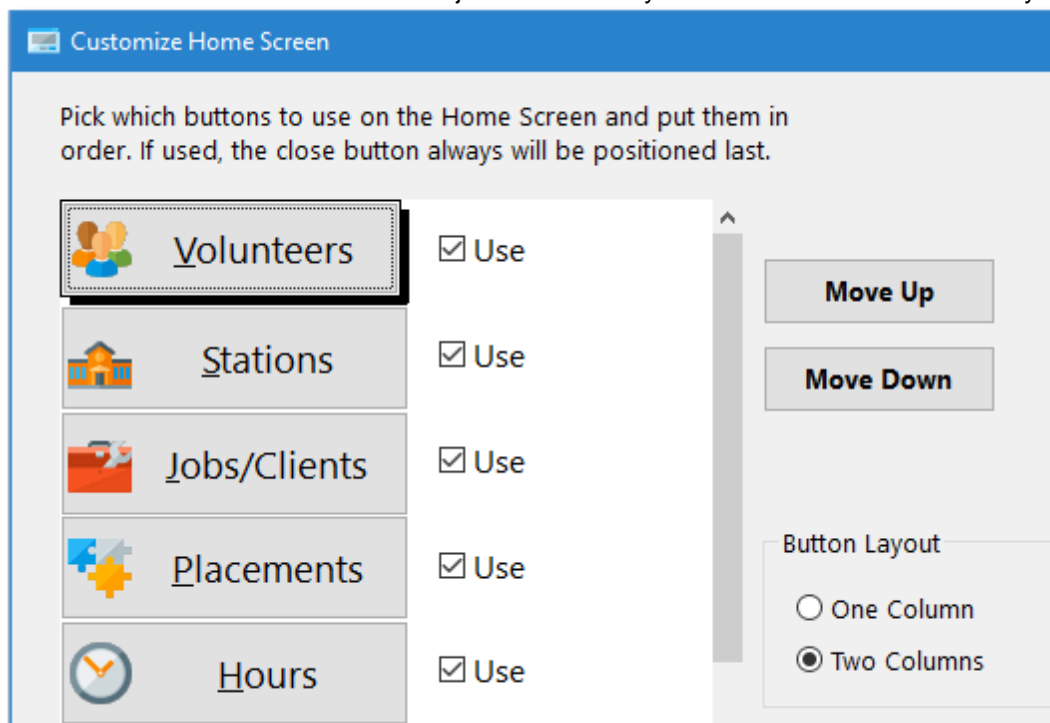 Customize Home Screen
Pick which buttons to use on the Home Screen and put them in
order. If used, the close button always will be positioned last.
Volunteers
Use
Move Up
Stations
Use
Move Down
Jobs/Clients
Use
Button Layout
Placements
Use
One Column
Two Columns
Hours
Use